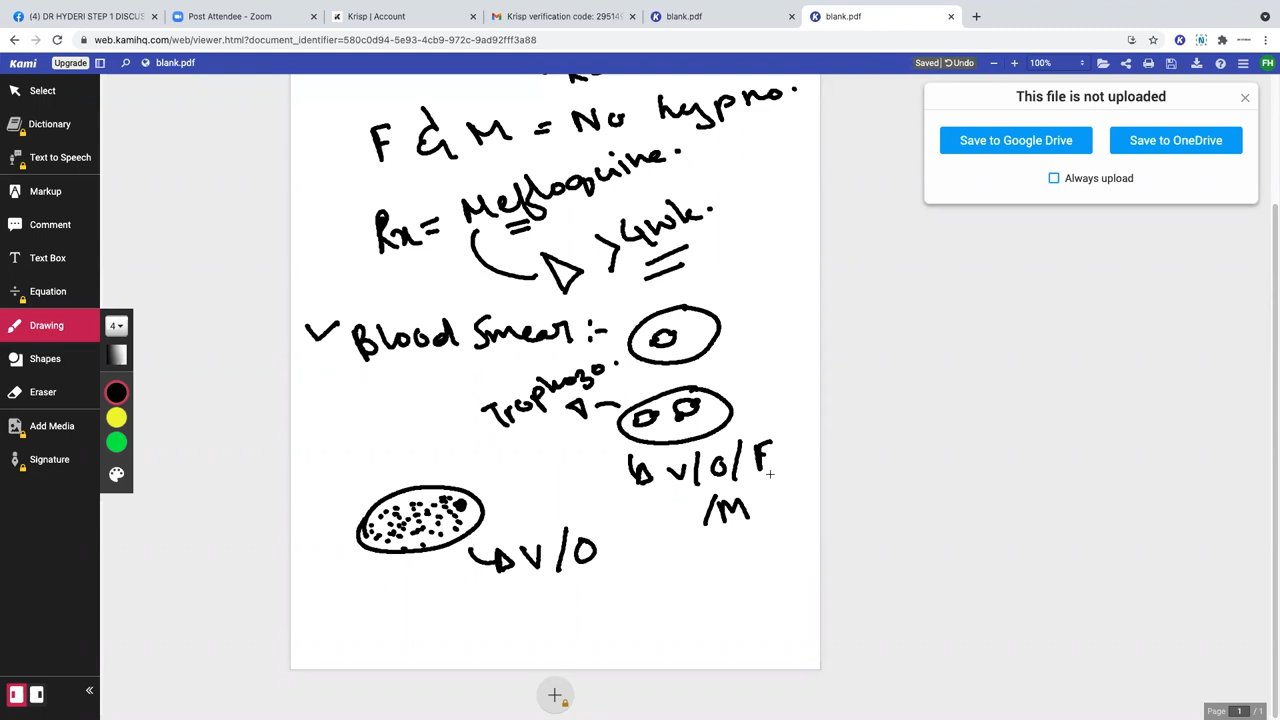 (4) DR HYDERI STEP 1 DISCUS
Post Attendee - Zoom
Krisp | Account
Krisp verification code: 29514
blank.pdf
blank.pdf
web.kamihq.com/web/viewer.html?document_identifier=580c0d94-5e93-4cb9-972c-9ad92fff3a88
Kami
Upgrade
blank.pdf
Saved
Undo
100%
FH
Select
Dictionary
Text to Speech
Markup
Comment
Text Box
Equation
Drawing
Shapes
Eraser
Add Media
Signature
4
This file is not uploaded
Save to Google Drive
Save to OneDrive
Always upload
F & M = No hypno.
Rx = Mefloquine.
>4wk.
Blood Smear :-
Trophozo.
V/O/F
/M
V/O
Page 1 / 1